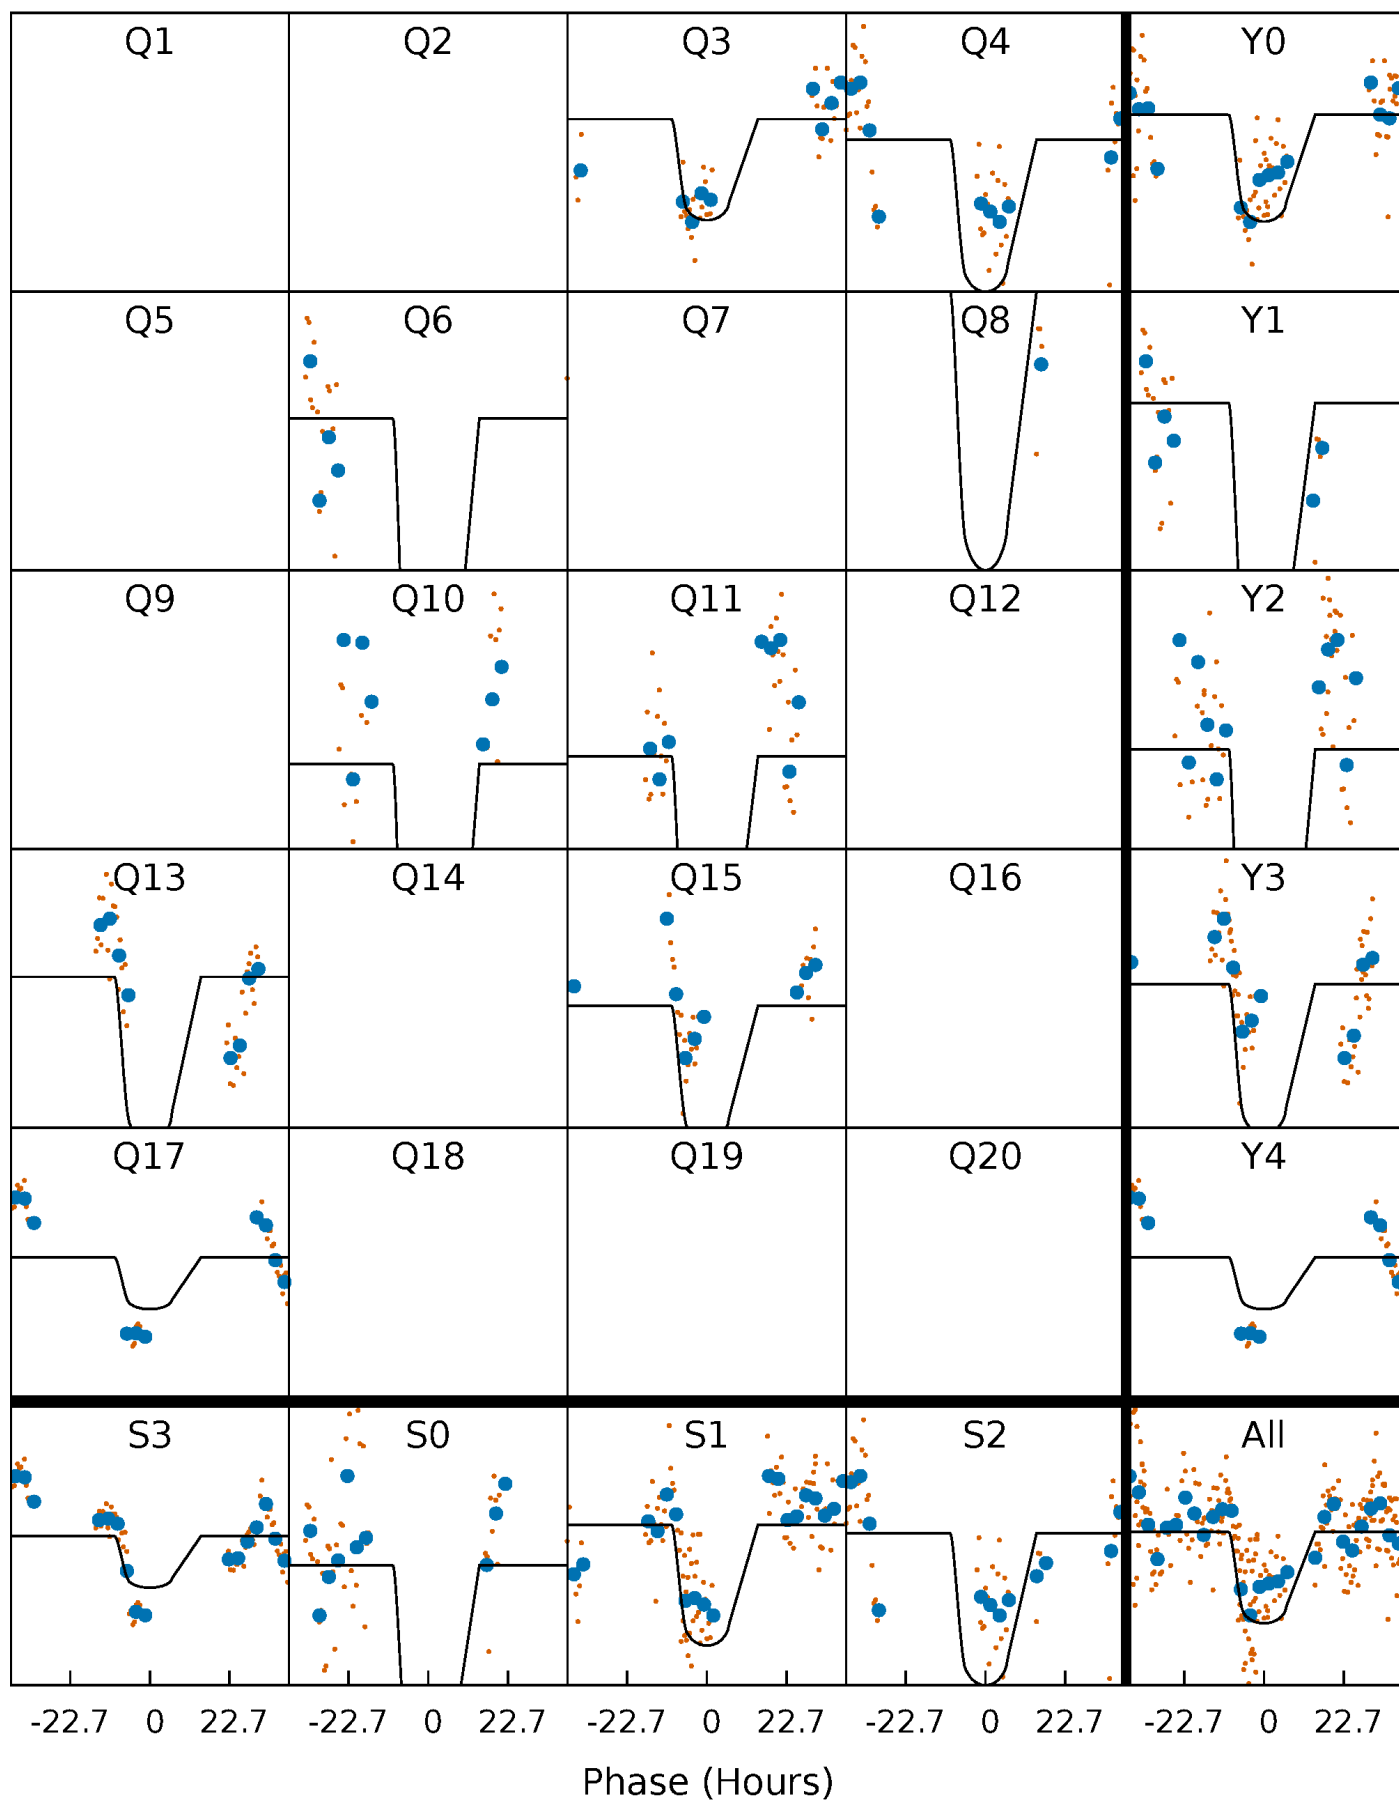 Q1 Q2 Q3 Q4 Y0
Q5 Q6 Q7 Q8 Y1
Q9 Q10 Q11 Q12 Y2
Q13 Q14 Q15 Q16 Y3
Q17 Q18 Q19 Q20 Y4
S3 S0 S1 S2 All
-22.7 0 22.7 -22.7 0 22.7 -22.7 0 22.7 -22.7 0 22.7 -22.7 0 22.7
Phase (Hours)